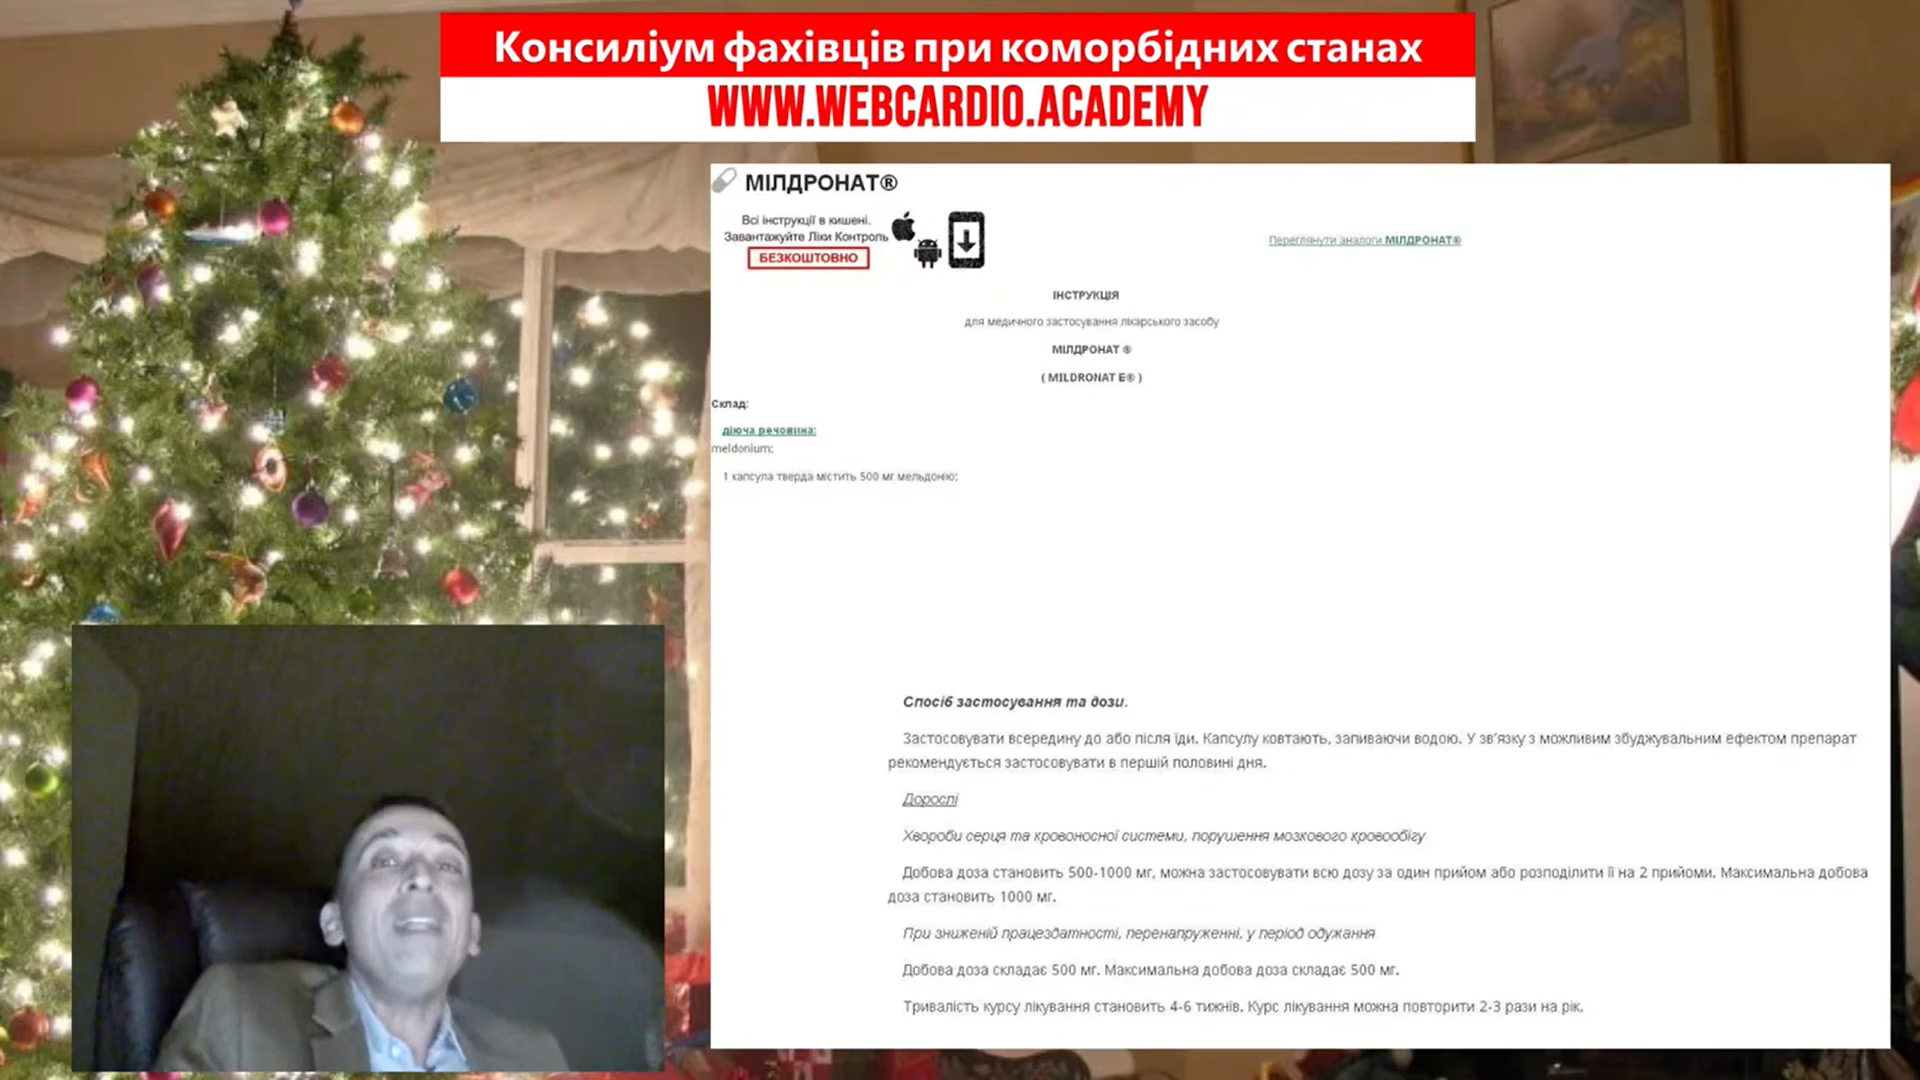 Консиліум фахівців при коморбідних станах
WWW.WEBCARDIO.ACADEMY
МІЛДРОНАТ®
Всі інструкції в кишені.
Завантажуйте Ліки Контроль
БЕЗКОШТОВНО
Переглянути аналоги МІЛДРОНАТ®
ІНСТРУКЦІЯ
для медичного застосування лікарського засобу
МІЛДРОНАТ ®
( MILDRONAT E® )
Склад:
діюча речовина:
meldonium;
1 капсула тверда містить 500 мг мельдонію;
Спосіб застосування та дози.
Застосовувати всередину до або після їди. Капсулу ковтають, запиваючи водою. У зв’язку з можливим збуджувальним ефектом препарат
рекомендується застосовувати в першій половині дня.
Дорослі
Хвороби серця та кровоносної системи, порушення мозкового кровообігу
Добова доза становить 500-1000 мг, можна застосовувати всю дозу за один прийом або розподілити її на 2 прийоми. Максимальна добова
доза становить 1000 мг.
При зниженій працездатності, перенапруженні, у період одужання
Добова доза складає 500 мг. Максимальна добова доза складає 500 мг.
Тривалість курсу лікування становить 4-6 тижнів. Курс лікування можна повторити 2-3 рази на рік.